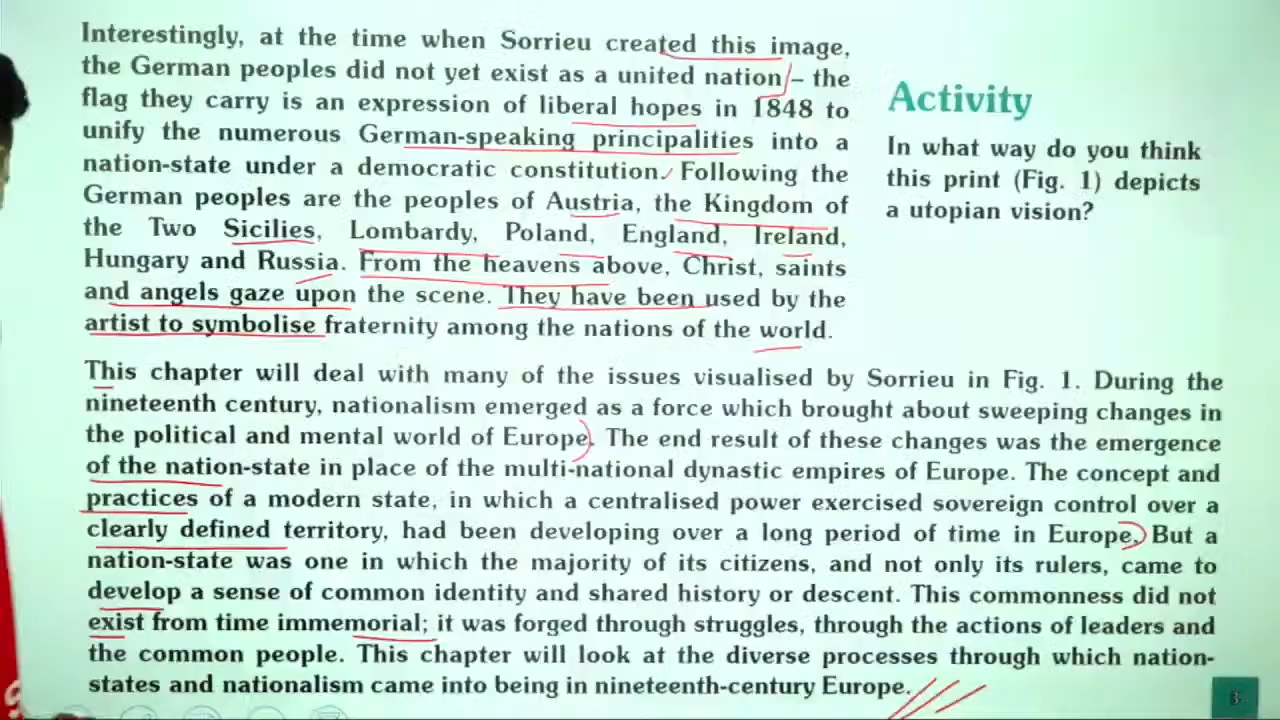 Interestingly, at the time when Sorrieu created this image,
the German peoples did not yet exist as a united nation – the
flag they carry is an expression of liberal hopes in 1848 to
unify the numerous German-speaking principalities into a
nation-state under a democratic constitution. Following the
German peoples are the peoples of Austria, the Kingdom of
the Two Sicilies, Lombardy, Poland, England, Ireland,
Hungary and Russia. From the heavens above, Christ, saints
and angels gaze upon the scene. They have been used by the
artist to symbolise fraternity among the nations of the world.
Activity
In what way do you think
this print (Fig. 1) depicts
a utopian vision?
This chapter will deal with many of the issues visualised by Sorrieu in Fig. 1. During the
nineteenth century, nationalism emerged as a force which brought about sweeping changes in
the political and mental world of Europe. The end result of these changes was the emergence
of the nation-state in place of the multi-national dynastic empires of Europe. The concept and
practices of a modern state, in which a centralised power exercised sovereign control over a
clearly defined territory, had been developing over a long period of time in Europe. But a
nation-state was one in which the majority of its citizens, and not only its rulers, came to
develop a sense of common identity and shared history or descent. This commonness did not
exist from time immemorial; it was forged through struggles, through the actions of leaders and
the common people. This chapter will look at the diverse processes through which nation-
states and nationalism came into being in nineteenth-century Europe.
3